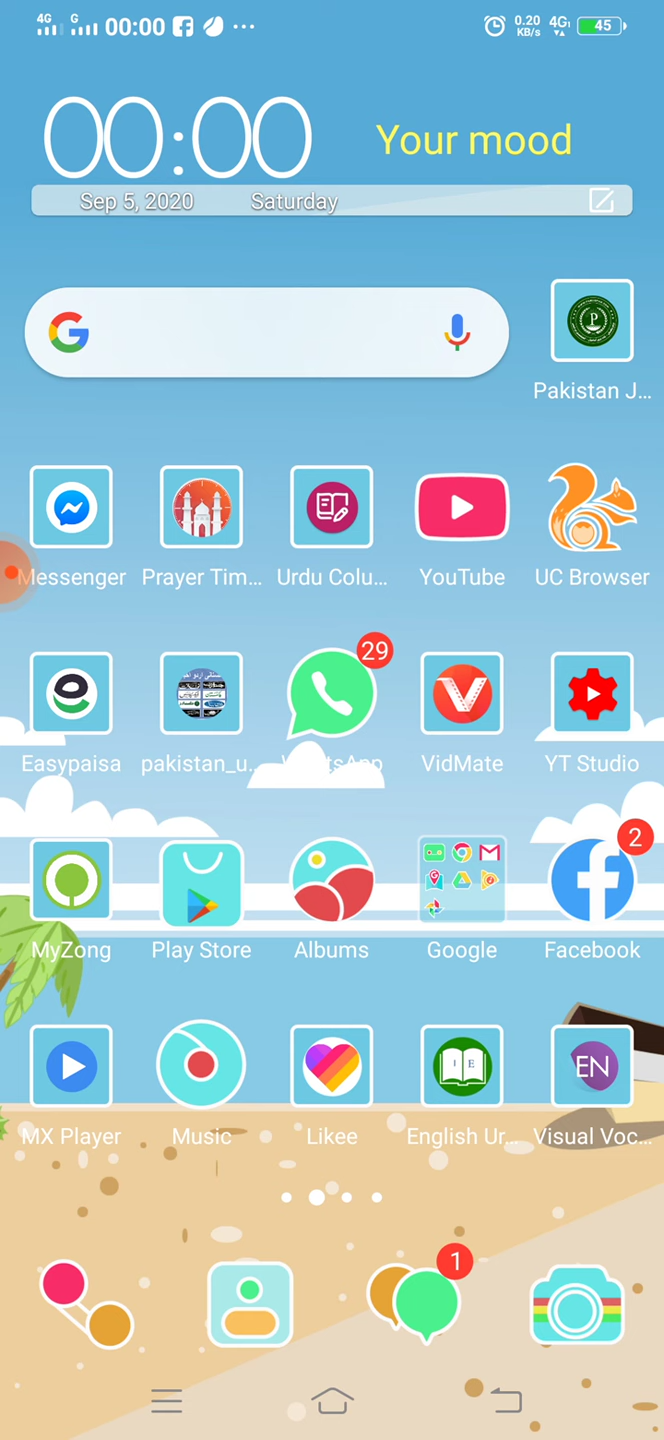 4G G 00:00 0.20 KB/s 4G 45
00:00 Your mood
Sep 5, 2020 Saturday
Pakistan J...
Messenger Prayer Tim... Urdu Colu... YouTube UC Browser
29
Easypaisa pakistan_u... WhatsApp VidMate YT Studio
2
MyZong Play Store Albums Google Facebook
EN
MX Player Music Likee English Ur... Visual Voc...
1